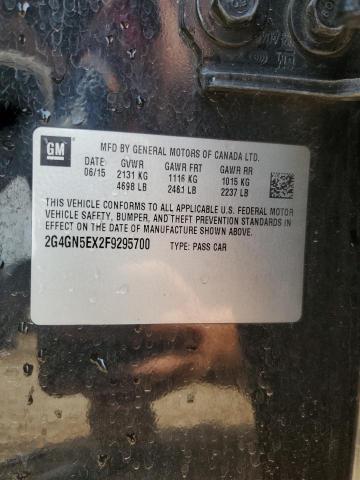 GM
MFD BY GENERAL MOTORS OF CANADA LTD.
DATE GVWR GAWR FRT GAWR RR
06/15 2131 KG 1116 KG 1015 KG
4698 LB 2461 LB 2237 LB
THIS VEHICLE CONFORMS TO ALL APPLICABLE U.S. FEDERAL MOTOR
VEHICLE SAFETY, BUMPER, AND THEFT PREVENTION STANDARDS IN
EFFECT ON THE DATE OF MANUFACTURE SHOWN ABOVE.
2G4GN5EX2F9295700 TYPE: PASS CAR